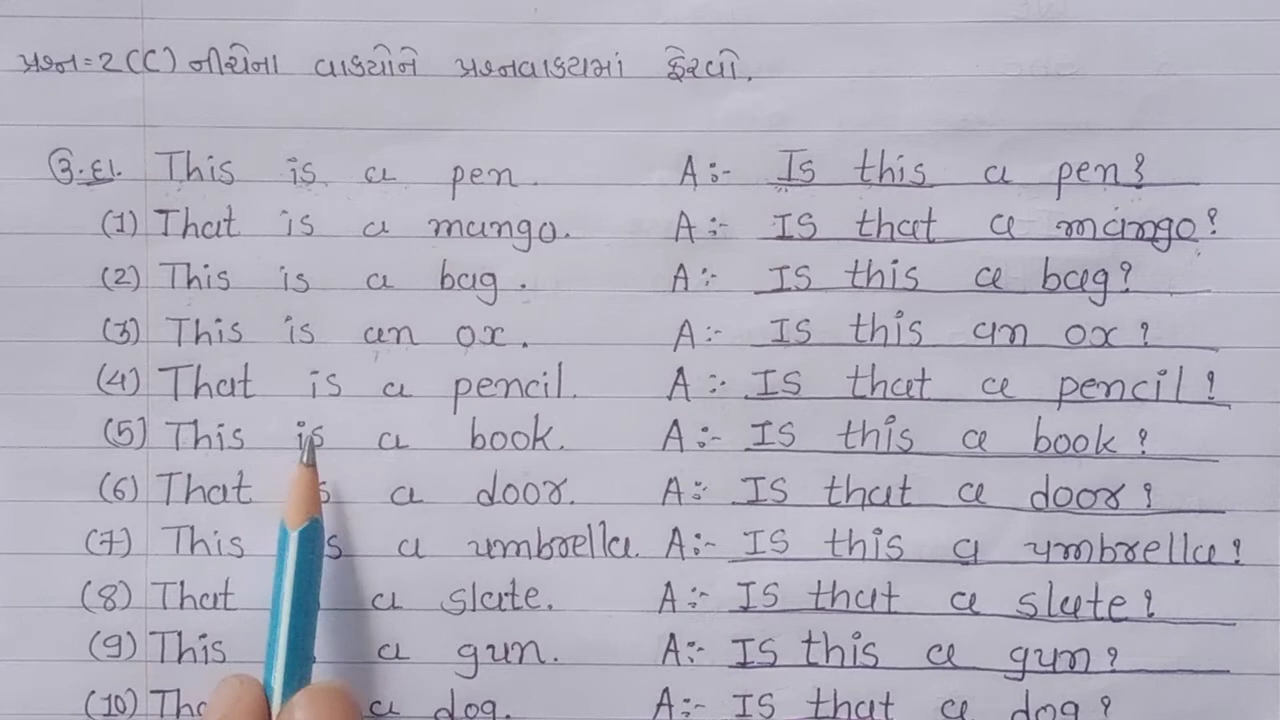 પ્રશ્ન=2(C) નીચેના વાક્યોને પ્રશ્નવાક્યમાં ફેરવો.
ઉ.દા. This is a pen. A:- Is this a pen?
(1) That is a mango. A:- IS that a mango?
(2) This is a bag. A:- IS this a bag?
(3) This is an ox. A:- IS this an ox?
(4) That is a pencil. A:- IS that a pencil?
(5) This is a book. A:- IS this a book?
(6) That is a door. A:- IS that a door?
(7) This is a umbrella. A:- IS this a umbrella?
(8) That a slate. A:- IS that a slate?
(9) This a gun. A:- IS this a gun?
(10) a dog. A:- IS that a dog?